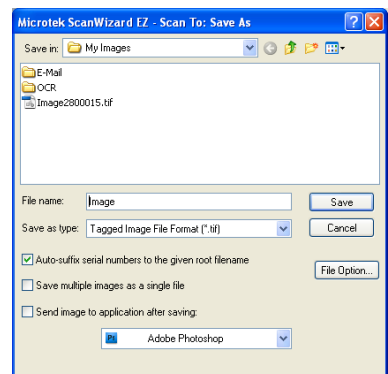 Microtek ScanWizard EZ - Scan To: Save As
Save in: My Images
E-Mail
OCR
Image2800015.tif
File name: Image Save
Save as type: Tagged Image File Format (*.tif) Cancel
Auto-suffix serial numbers to the given root filename
File Option...
Save multiple images as a single file
Send image to application after saving:
Ps Adobe Photoshop